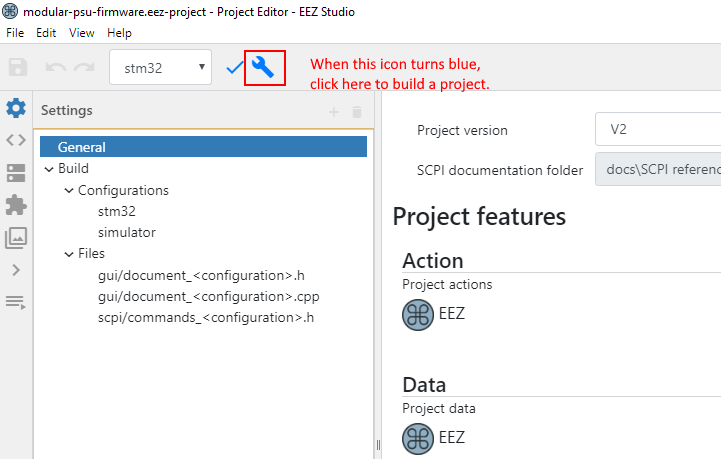 modular-psu-firmware.eez-project - Project Editor - EEZ Studio
File Edit View Help
stm32
When this icon turns blue,
click here to build a project.
Settings
General
Build
Configurations
stm32
simulator
Files
gui/document_<configuration>.h
gui/document_<configuration>.cpp
scpi/commands_<configuration>.h
Project version V2
SCPI documentation folder docs\SCPI referenc
Project features
Action
Project actions
EEZ
Data
Project data
EEZ